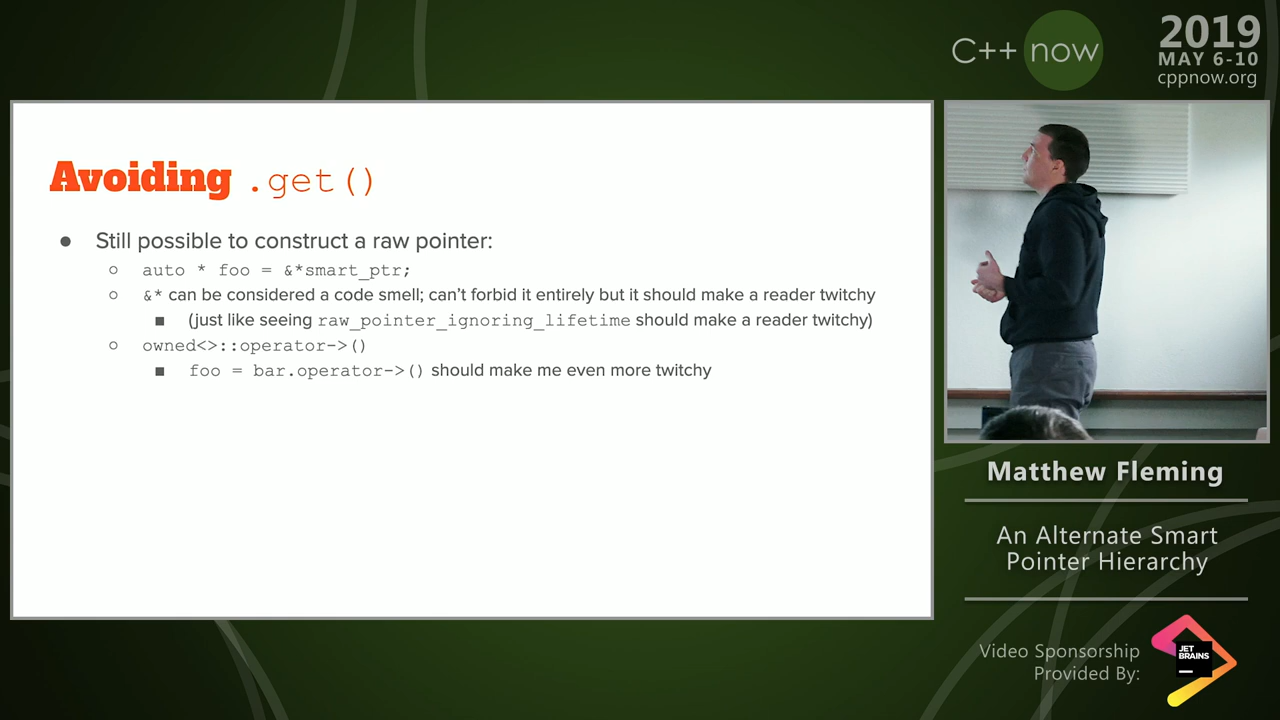 C++ now
2019
MAY 6-10
cppnow.org
Avoiding .get()
● Still possible to construct a raw pointer:
○ auto * foo = &*smart_ptr;
○ &* can be considered a code smell; can’t forbid it entirely but it should make a reader twitchy
■ (just like seeing raw_pointer_ignoring_lifetime should make a reader twitchy)
○ owned<>::operator->()
■ foo = bar.operator->() should make me even more twitchy
Matthew Fleming
An Alternate Smart
Pointer Hierarchy
Video Sponsorship
Provided By:
JET
BRAINS